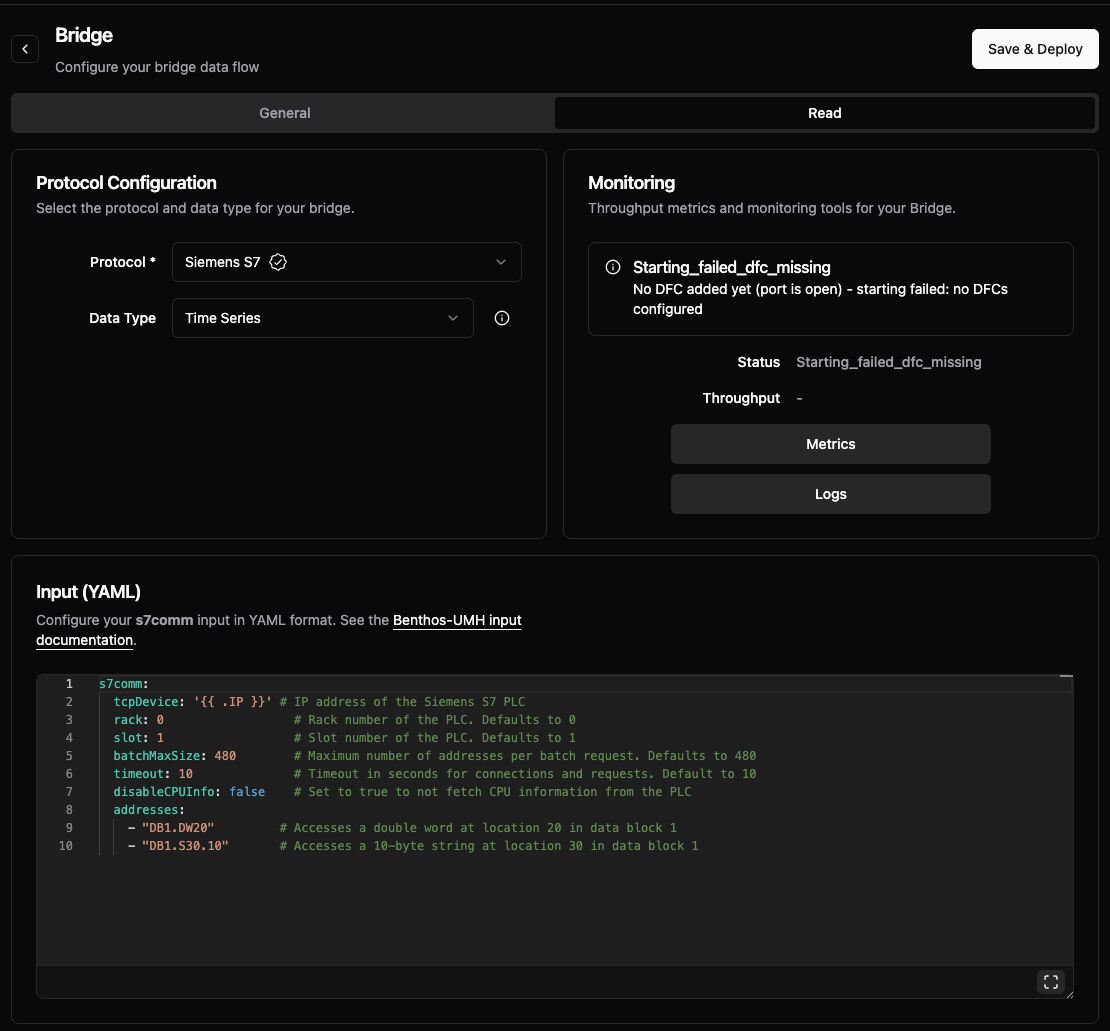 Bridge
Configure your bridge data flow
Save & Deploy
General
Read
Protocol Configuration
Select the protocol and data type for your bridge.
Protocol *
Siemens S7
Data Type
Time Series
Monitoring
Throughput metrics and monitoring tools for your Bridge.
Starting_failed_dfc_missing
No DFC added yet (port is open) - starting failed: no DFCs
configured
Status Starting_failed_dfc_missing
Throughput -
Metrics
Logs
Input (YAML)
Configure your s7comm input in YAML format. See the Benthos-UMH input
documentation.
1 s7comm:
2   tcpDevice: '{{ .IP }}' # IP address of the Siemens S7 PLC
3   rack: 0                  # Rack number of the PLC. Defaults to 0
4   slot: 1                  # Slot number of the PLC. Defaults to 1
5   batchMaxSize: 480        # Maximum number of addresses per batch request. Defaults to 480
6   timeout: 10              # Timeout in seconds for connections and requests. Default to 10
7   disableCPUInfo: false    # Set to true to not fetch CPU information from the PLC
8   addresses:
9     - "DB1.DW20"         # Accesses a double word at location 20 in data block 1
10     - "DB1.S30.10"       # Accesses a 10-byte string at location 30 in data block 1